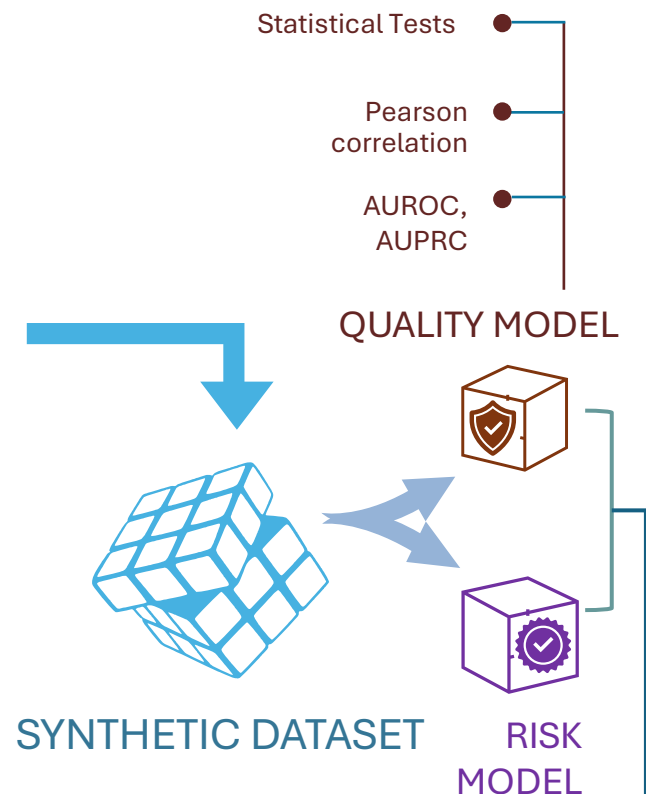 Statistical Tests
Pearson
correlation
AUROC,
AUPRC
QUALITY MODEL
SYNTHETIC DATASET
RISK
MODEL